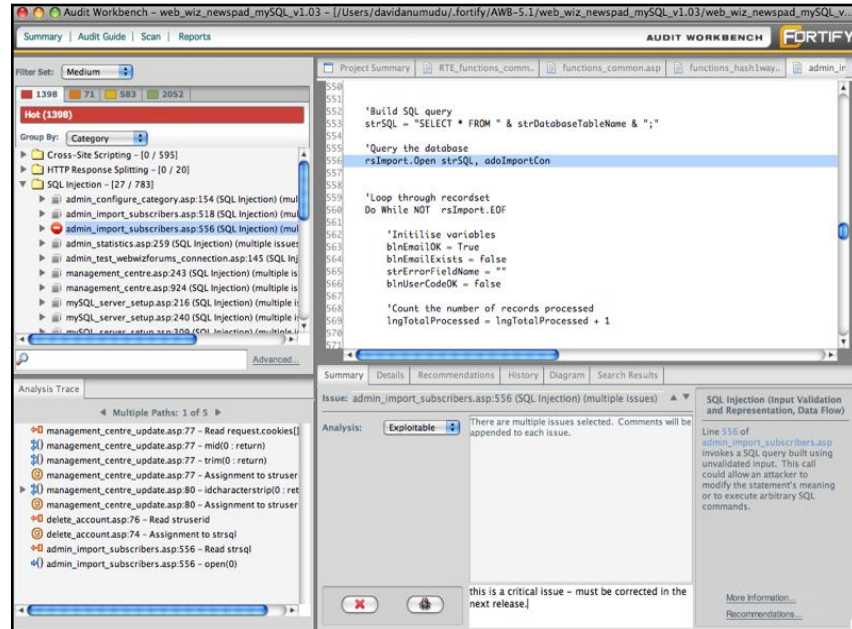 Audit Workbench - web_wiz_newspad_mySQL_v1.03 - [/Users/davidanumudu/.fortify/AWB-5.1/web_wiz_newspad_mySQL_v1.03/web_wiz_newspad_mySQL_v...
Summary | Audit Guide | Scan | Reports
AUDIT WORKBENCH
FORTIFY
Filter Set: Medium
1398 71 583 2052
Hot (1398)
Group By: Category
Cross-Site Scripting - [0 / 595]
HTTP Response Splitting - [0 / 20]
SQL Injection - [27 / 783]
admin_configure_category.asp:154 (SQL Injection) (mul
admin_import_subscribers.asp:518 (SQL Injection) (mul
admin_import_subscribers.asp:556 (SQL Injection) (mul
admin_statistics.asp:259 (SQL Injection) (multiple issues
admin_test_webwizforums_connection.asp:145 (SQL Inj
management_centre.asp:243 (SQL Injection) (multiple is
management_centre.asp:924 (SQL Injection) (multiple is
mySQL_server_setup.asp:216 (SQL Injection) (multiple i
mySQL_server_setup.asp:240 (SQL Injection) (multiple i
mySQL_server_setup.asp:309 (SQL Injection) (multiple i
Advanced...
Project Summary RTE_functions_comm... functions_common.asp functions_hash1way... admin_ir
550
551
552 'Build SQL query
553 strSQL = "SELECT * FROM " & strDatabaseTableName & ";"
554
555 'Query the database
556 rsImport.Open strSQL, adoImportCon
557
558
559 'Loop through recordset
560 Do While NOT rsImport.EOF
561
562 'Initilise variables
563 blnEmailOK = True
564 blnEmailExists = false
565 strErrorFieldName = ""
566 blnUserCodeOK = false
567
568 'Count the number of records processed
569 lngTotalProcessed = lngTotalProcessed + 1
570
571
Analysis Trace
Multiple Paths: 1 of 5
management_centre_update.asp:77 - Read request.cookies[]
management_centre_update.asp:77 - mid(0 : return)
management_centre_update.asp:77 - trim(0 : return)
management_centre_update.asp:77 - Assignment to struser
management_centre_update.asp:80 - idcharacterstrip(0 : ret
management_centre_update.asp:80 - Assignment to struser
delete_account.asp:76 - Read struserid
delete_account.asp:74 - Assignment to strsql
admin_import_subscribers.asp:556 - Read strsql
admin_import_subscribers.asp:556 - open(0)
Summary Details Recommendations History Diagram Search Results
Issue: admin_import_subscribers.asp:556 (SQL Injection) (multiple issues)
Analysis: Exploitable
There are multiple issues selected. Comments will be
appended to each issue.
this is a critical issue - must be corrected in the
next release.
SQL Injection (Input Validation
and Representation, Data Flow)
Line 556 of
admin_import_subscribers.asp
invokes a SQL query built using
unvalidated input. This call
could allow an attacker to
modify the statement's meaning
or to execute arbitrary SQL
commands.
More Information...
Recommendations...